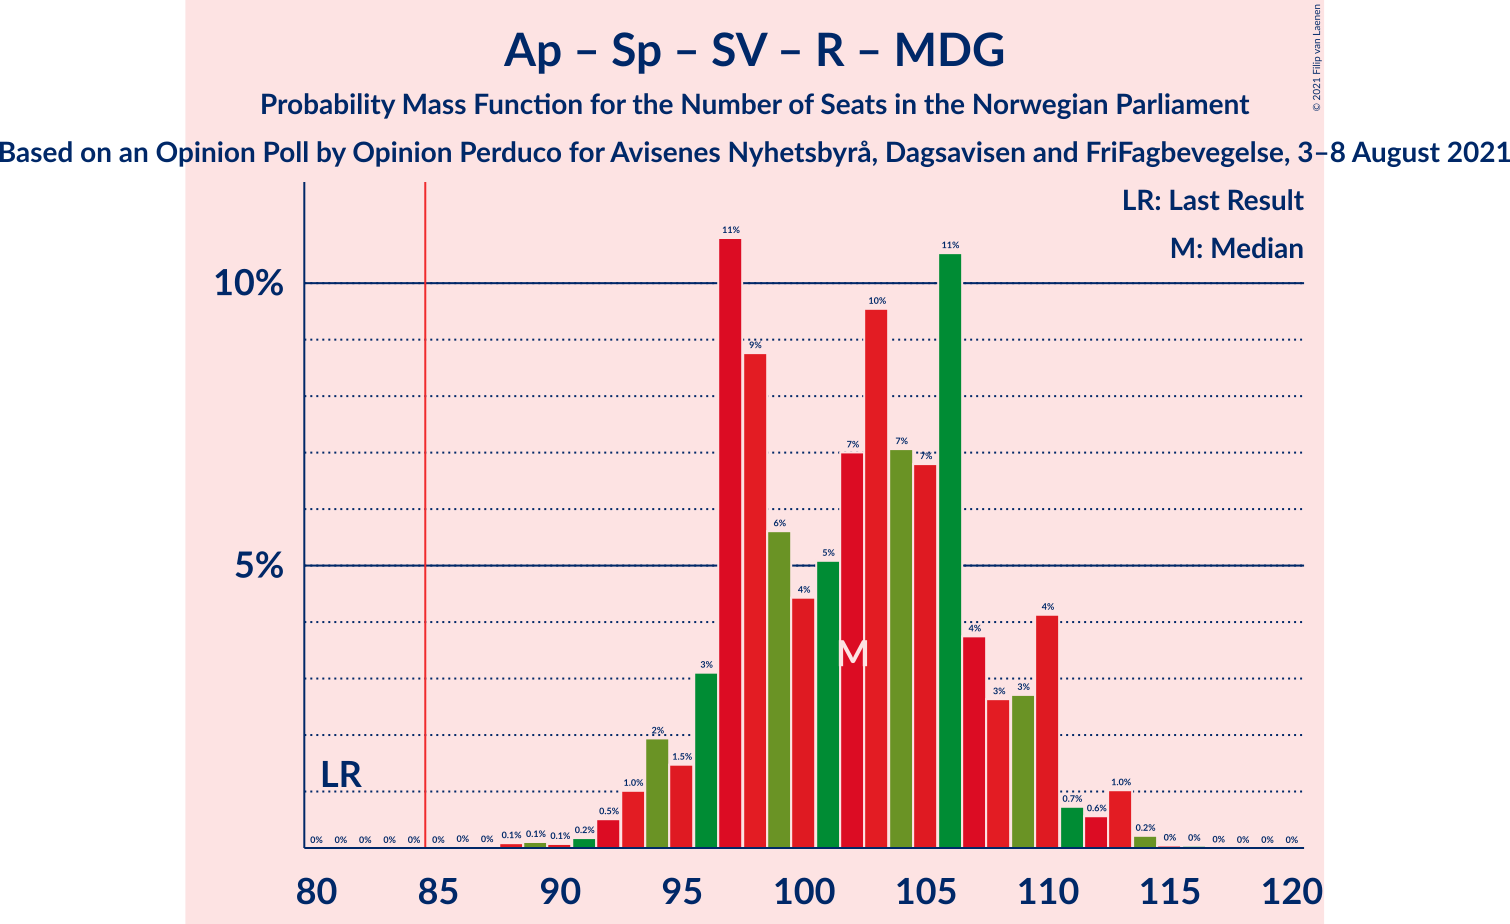 Ap – Sp – SV – R – MDG
Probability Mass Function for the Number of Seats in the Norwegian Parliament
Based on an Opinion Poll by Opinion Perduco for Avisenes Nyhetsbyrå, Dagsavisen and FriFagbevegelse, 3–8 August 2021
© 2021 Filip van Laenen
LR: Last Result
M: Median
10%
5%
LR
M
0% 0% 0% 0% 0% 0% 0% 0% 0.1% 0.1% 0.1% 0.2% 0.5% 1.0% 2% 1.5% 3% 11% 9% 6% 4% 5% 7% 10% 7% 7% 11% 4% 3% 3% 4% 0.7% 0.6% 1.0% 0.2% 0% 0% 0% 0% 0% 0%
80 85 90 95 100 105 110 115 120